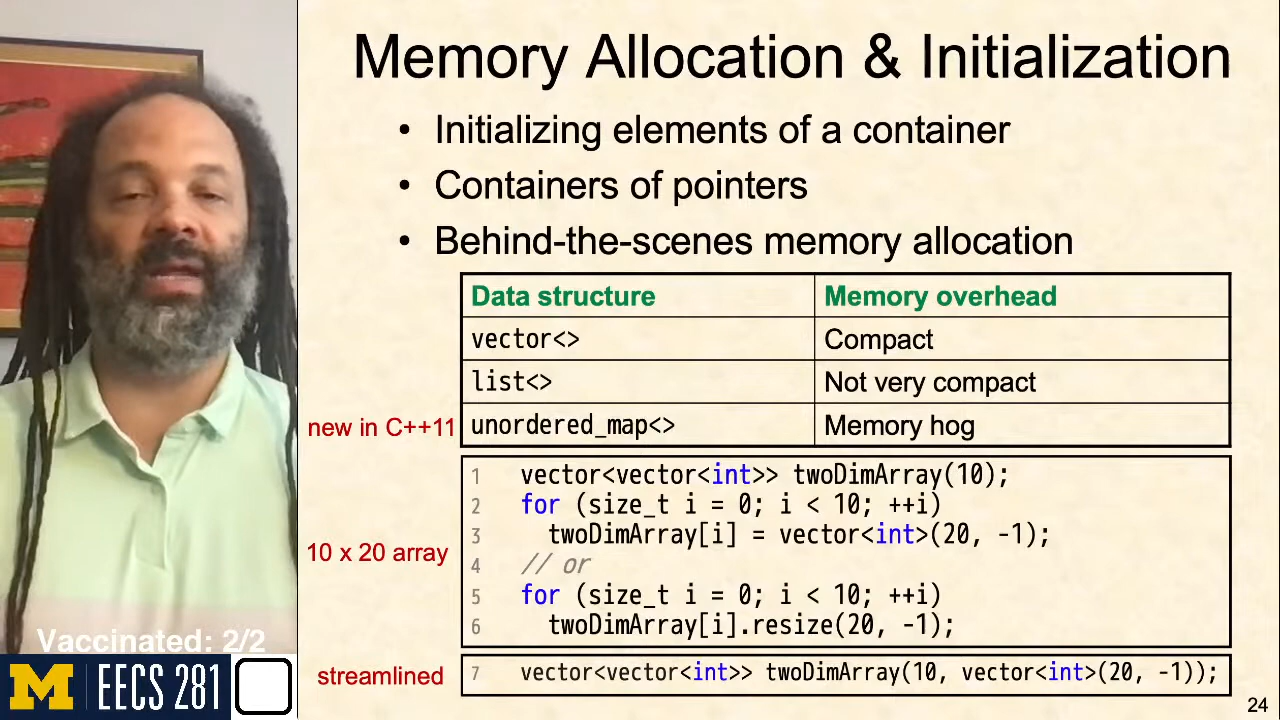 Memory Allocation & Initialization
• Initializing elements of a container
• Containers of pointers
• Behind-the-scenes memory allocation
Data structure Memory overhead
vector<> Compact
list<> Not very compact
new in C++11 unordered_map<> Memory hog
1 vector<vector<int>> twoDimArray(10);
2 for (size_t i = 0; i < 10; ++i)
3 twoDimArray[i] = vector<int>(20, -1);
10 x 20 array
4 // or
5 for (size_t i = 0; i < 10; ++i)
6 twoDimArray[i].resize(20, -1);
streamlined 7 vector<vector<int>> twoDimArray(10, vector<int>(20, -1));
Vaccinated: 2/2
M EECS 281
24